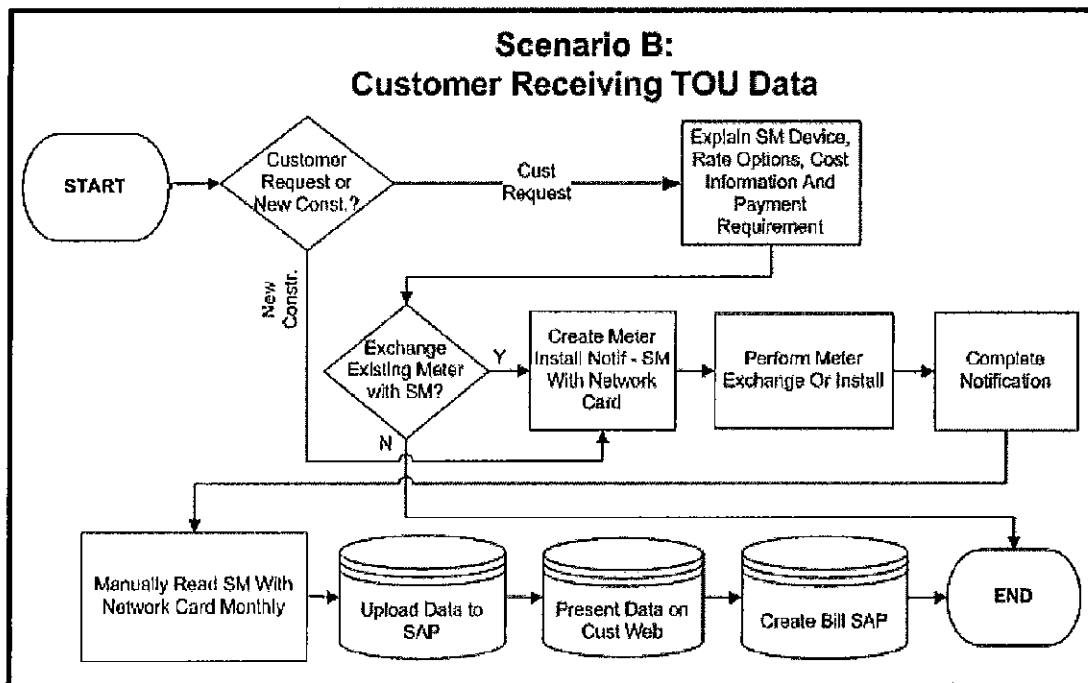 Scenario B:
Customer Receiving TOU Data
START
Customer
Request or
New Const.?
Cust
Request
Explain SM Device,
Rate Options, Cost
Information And
Payment
Requirement
New
Constr.
Exchange
Existing Meter
with SM?
Y
N
Create Meter
Install Notif - SM
With Network
Card
Perform Meter
Exchange Or Install
Complete
Notification
Manually Read SM With
Network Card Monthly
Upload Data to
SAP
Present Data on
Cust Web
Create Bill SAP
END